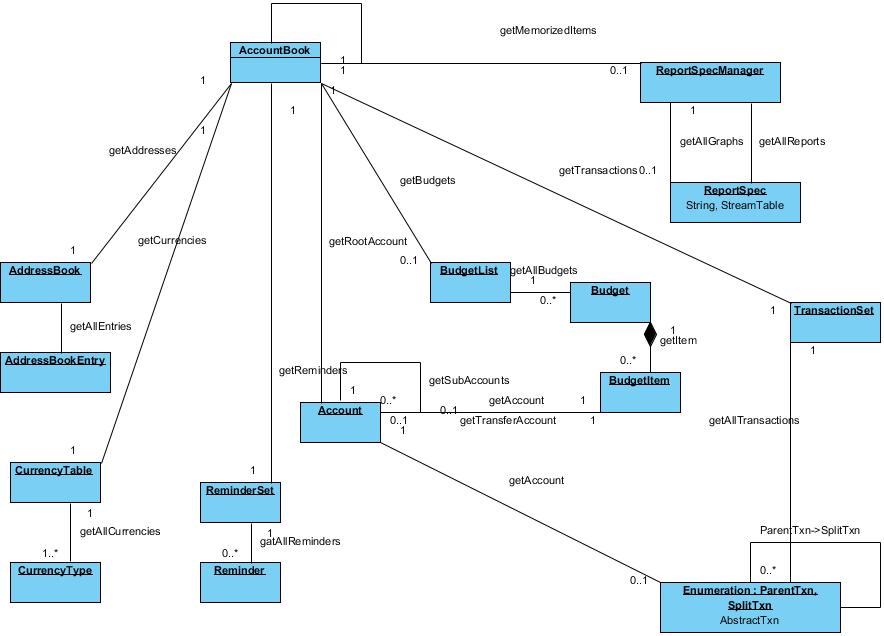 getMemorizedItems
AccountBook
1
1
0..1
ReportSpecManager
1
1
1
1
1
getAllGraphs
getAllReports
getAddresses
getTransactions
0..1
getBudgets
ReportSpec
String, StreamTable
getCurrencies
getRootAccount
1
0..1
AddressBook
BudgetList
getAllBudgets
1
Budget
0..*
1
TransactionSet
getAllEntries
1
getItem
1
AddressBookEntry
0..*
getReminders
getSubAccounts
BudgetItem
1
0..*
getAccount
1
Account
0..1
0..1
getTransferAccount
1
1
getAllTransactions
1
CurrencyTable
1
getAccount
ReminderSet
1
getAllCurrencies
1
gatAllReminders
ParentTxn->SplitTxn
1..*
0..*
CurrencyType
Reminder
0..*
0..1
Enumeration : ParentTxn,
SplitTxn
AbstractTxn